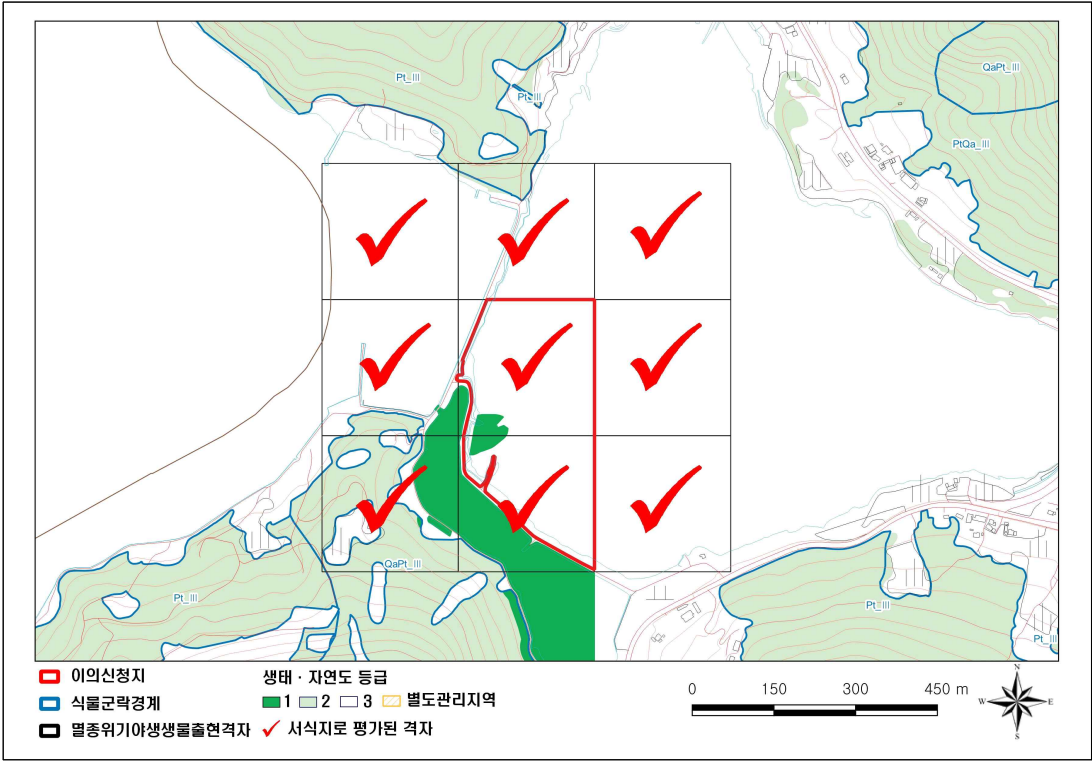 Pt_III
Pt_III
QaPt_III
PtQa_III
QaPt_III
Pt_III
Pt_III
Pt_III
이의신청지
식물군락경계
멸종위기야생생물출현격자
생태 · 자연도 등급
1 2 3 별도관리지역
서식지로 평가된 격자
0 150 300 450 m
N
W E
S